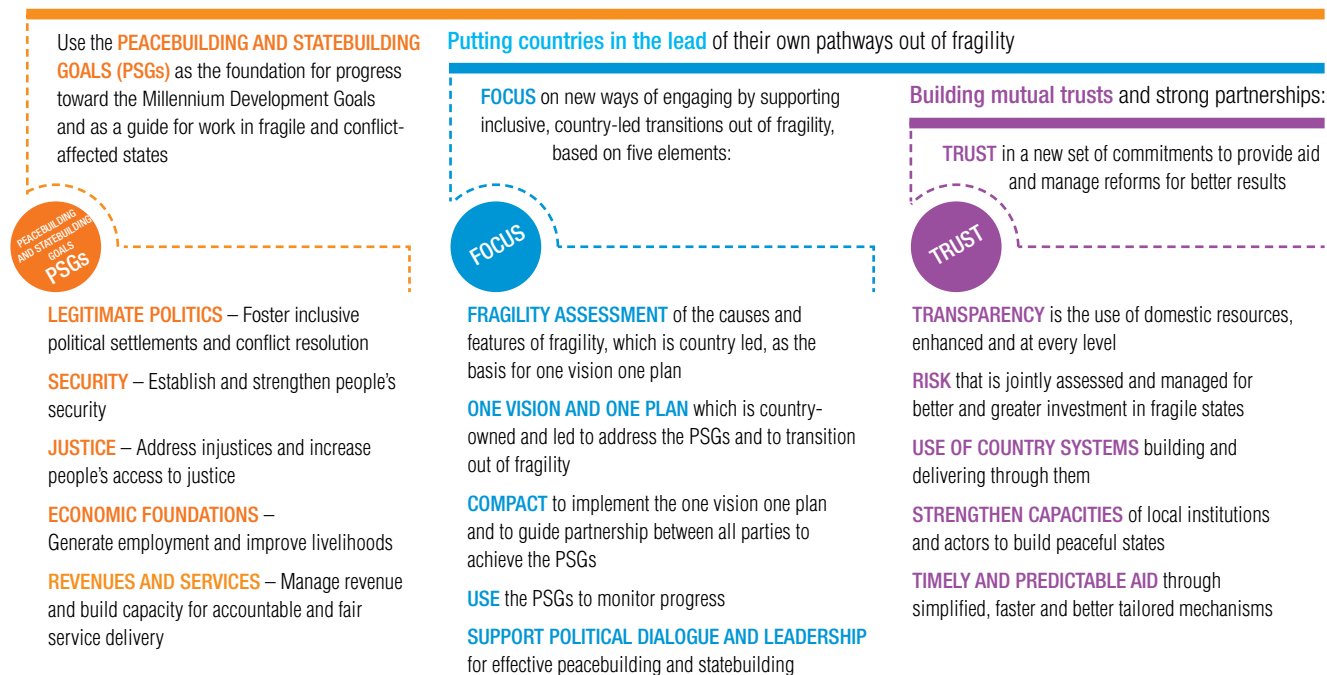 Use the PEACEBUILDING AND STATEBUILDING
GOALS (PSGs) as the foundation for progress
toward the Millennium Development Goals
and as a guide for work in fragile and conflict-
affected states
PEACEBUILDING
AND STATEBUILDING
GOALS
PSGs
LEGITIMATE POLITICS – Foster inclusive
political settlements and conflict resolution
SECURITY – Establish and strengthen people's
security
JUSTICE – Address injustices and increase
people's access to justice
ECONOMIC FOUNDATIONS –
Generate employment and improve livelihoods
REVENUES AND SERVICES – Manage revenue
and build capacity for accountable and fair
service delivery
Putting countries in the lead of their own pathways out of fragility
FOCUS on new ways of engaging by supporting
inclusive, country-led transitions out of fragility,
based on five elements:
FOCUS
FRAGILITY ASSESSMENT of the causes and
features of fragility, which is country led, as the
basis for one vision one plan
ONE VISION AND ONE PLAN which is country-
owned and led to address the PSGs and to transition
out of fragility
COMPACT to implement the one vision one plan
and to guide partnership between all parties to
achieve the PSGs
USE the PSGs to monitor progress
SUPPORT POLITICAL DIALOGUE AND LEADERSHIP
for effective peacebuilding and statebuilding
Building mutual trusts and strong partnerships:
TRUST in a new set of commitments to provide aid
and manage reforms for better results
TRUST
TRANSPARENCY is the use of domestic resources,
enhanced and at every level
RISK that is jointly assessed and managed for
better and greater investment in fragile states
USE OF COUNTRY SYSTEMS building and
delivering through them
STRENGTHEN CAPACITIES of local institutions
and actors to build peaceful states
TIMELY AND PREDICTABLE AID through
simplified, faster and better tailored mechanisms